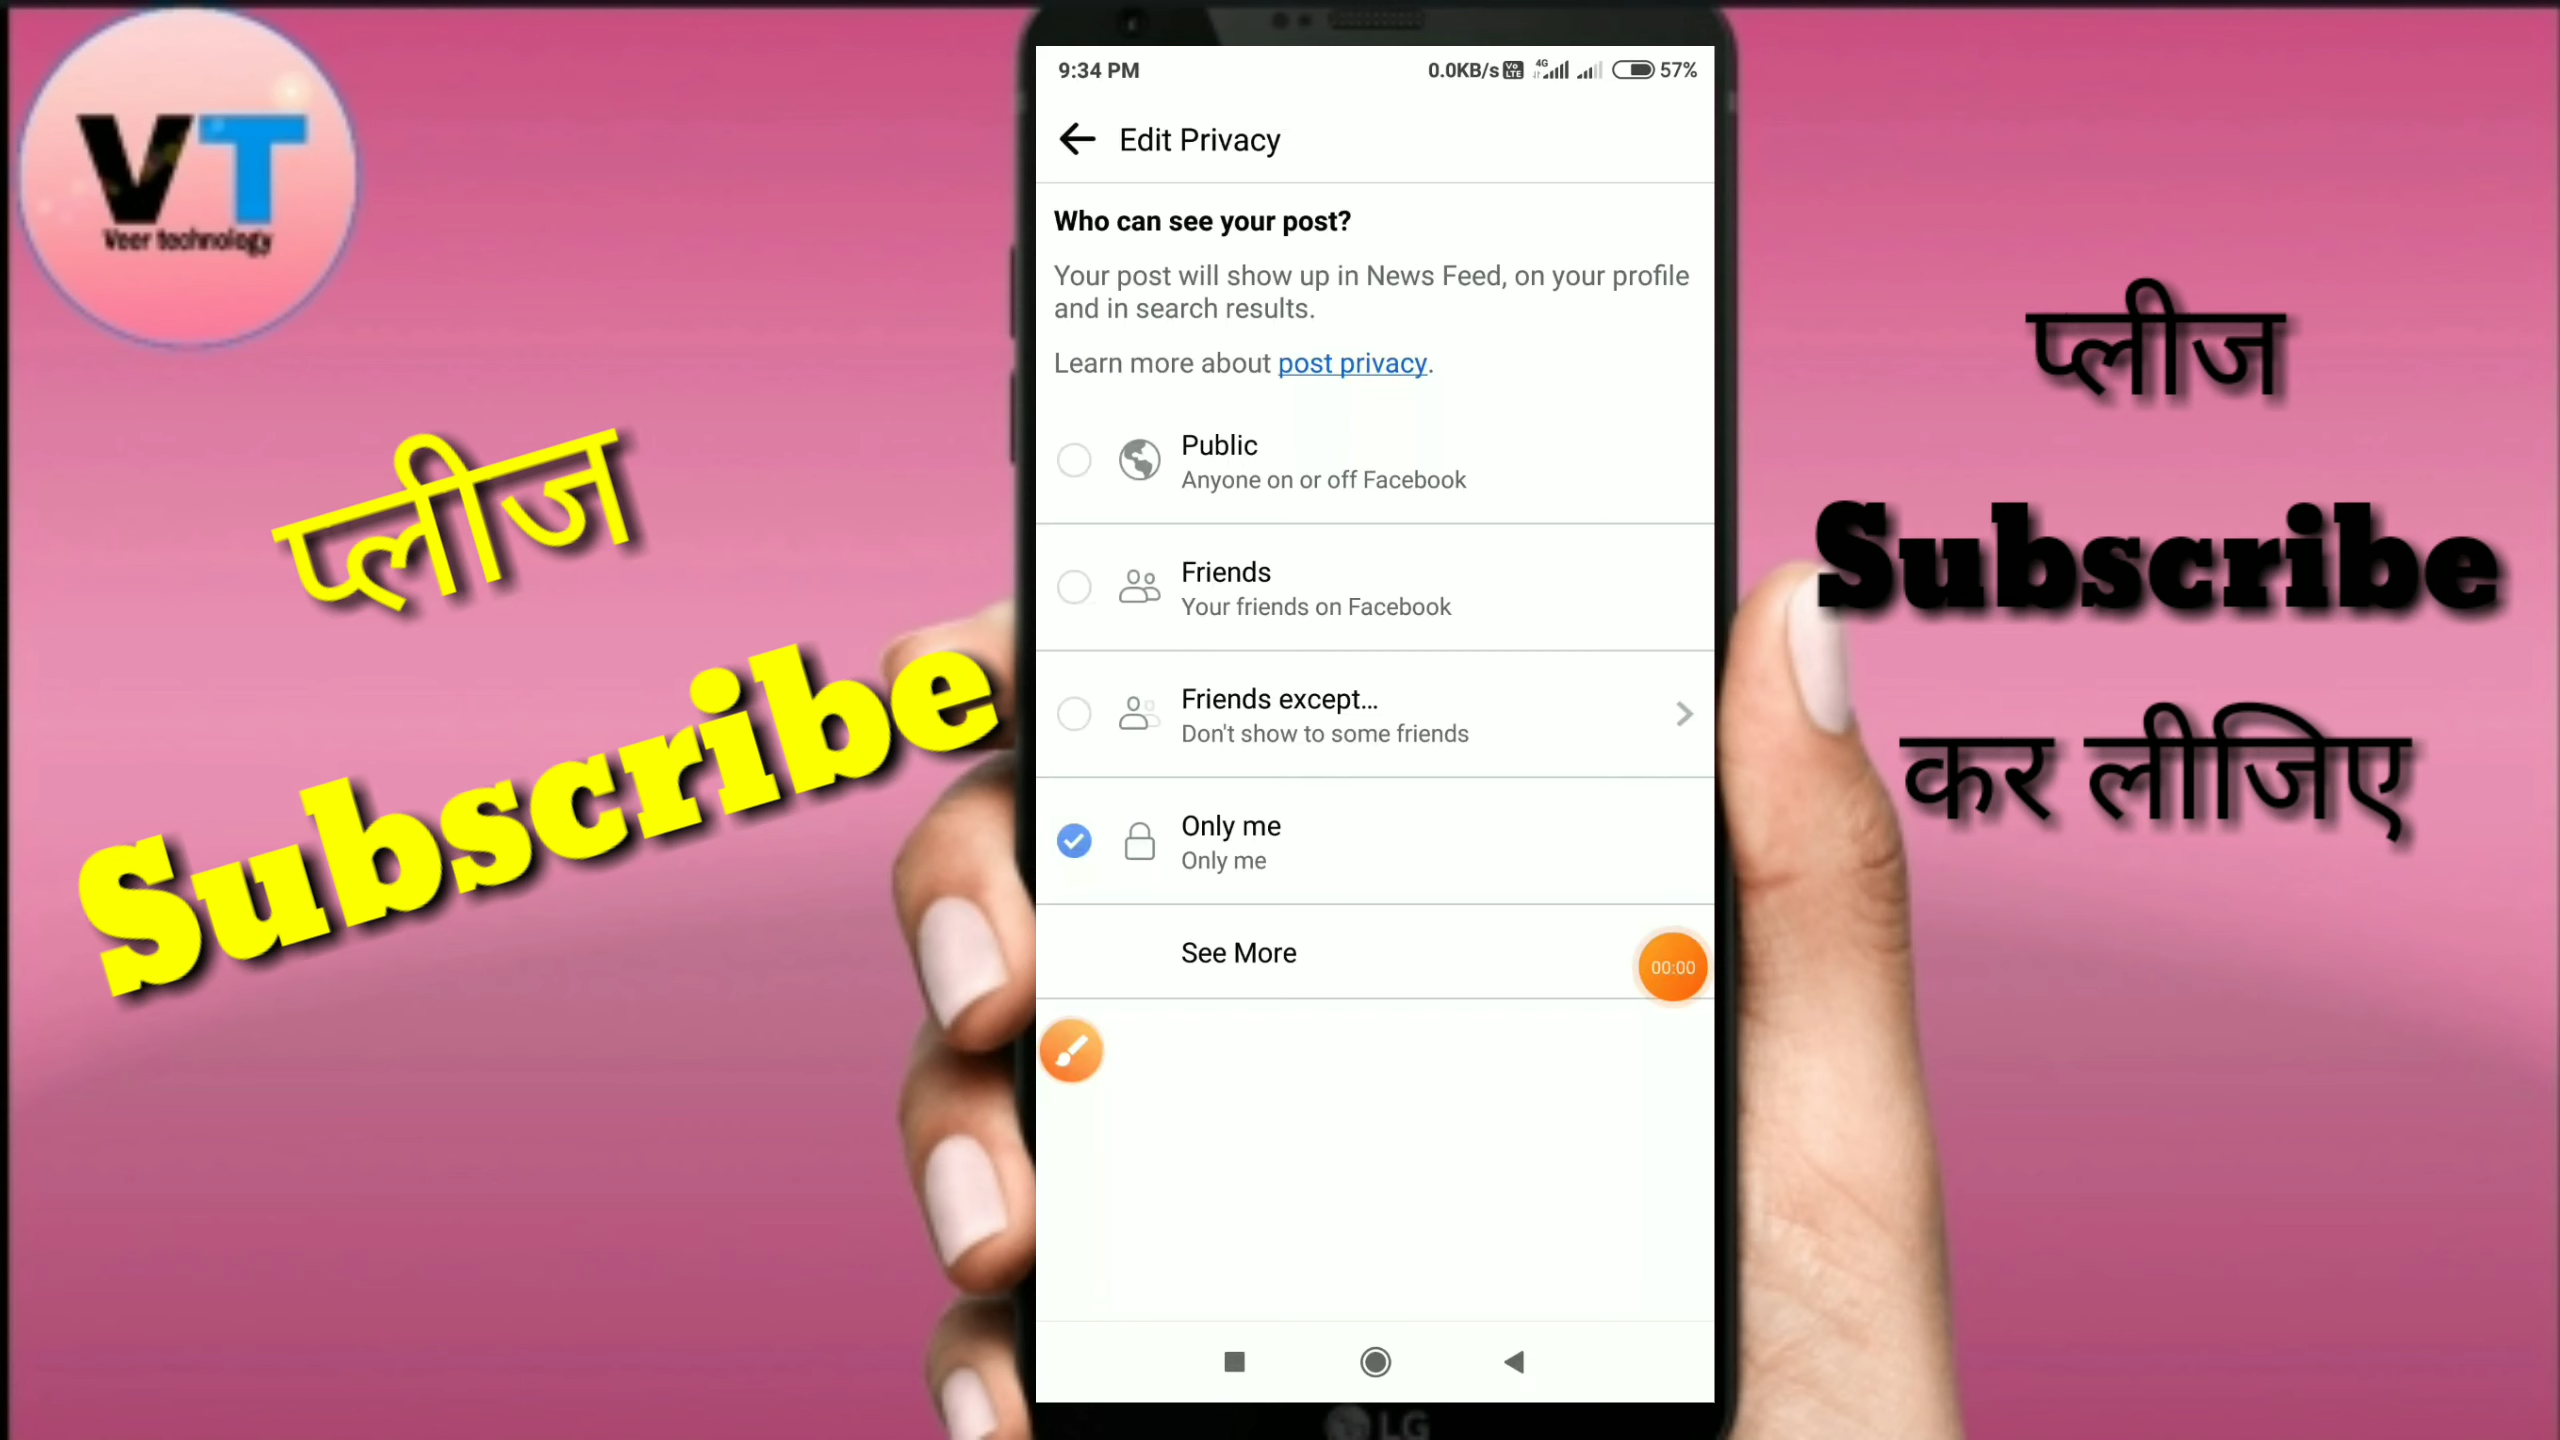 VT
Veer technology
प्लीज
Subscribe
9:34 PM
0.0KB/s Vo LTE 4G 57%
Edit Privacy
Who can see your post?
Your post will show up in News Feed, on your profile
and in search results.
Learn more about post privacy.
Public
Anyone on or off Facebook
Friends
Your friends on Facebook
Friends except...
Don't show to some friends
Only me
Only me
See More
00:00
LG
प्लीज
Subscribe
कर लीजिए